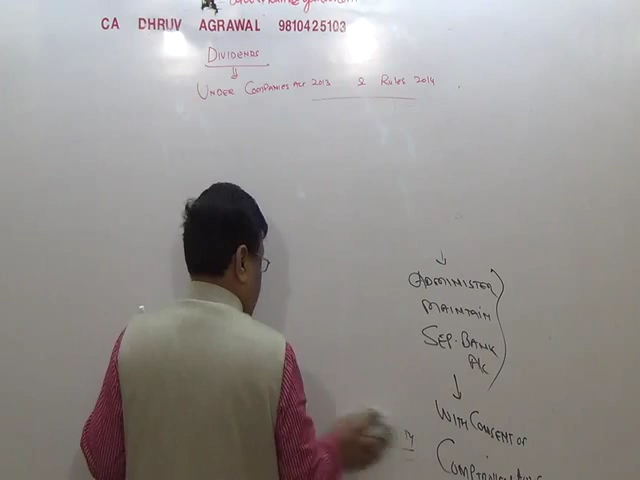 CA DHRUV AGRAWAL 9810425103
DIVIDENDS
UNDER COMPANIES ACT 2013 & RULES 2014
ADMINISTER
MAINTAIN
SEP. BANK
A/C
WITH CONSENT OF